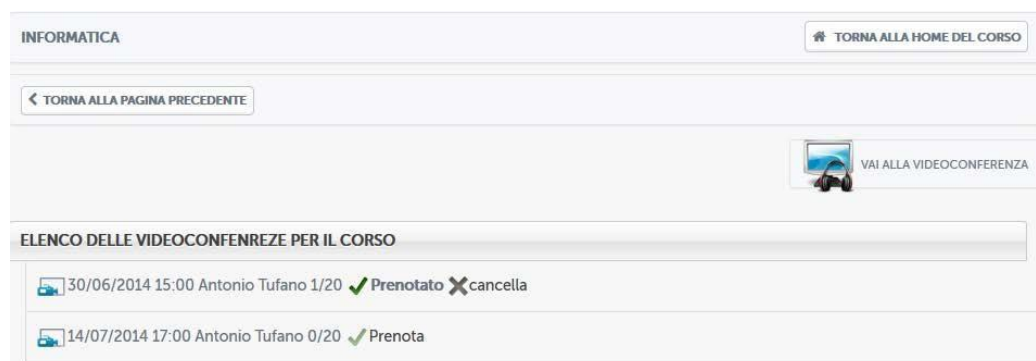 INFORMATICA
TORNA ALLA HOME DEL CORSO
TORNA ALLA PAGINA PRECEDENTE
VAI ALLA VIDEOCONFERENZA
ELENCO DELLE VIDEOCONFENREZE PER IL CORSO
30/06/2014 15:00 Antonio Tufano 1/20 Prenotato cancella
14/07/2014 17:00 Antonio Tufano 0/20 Prenota